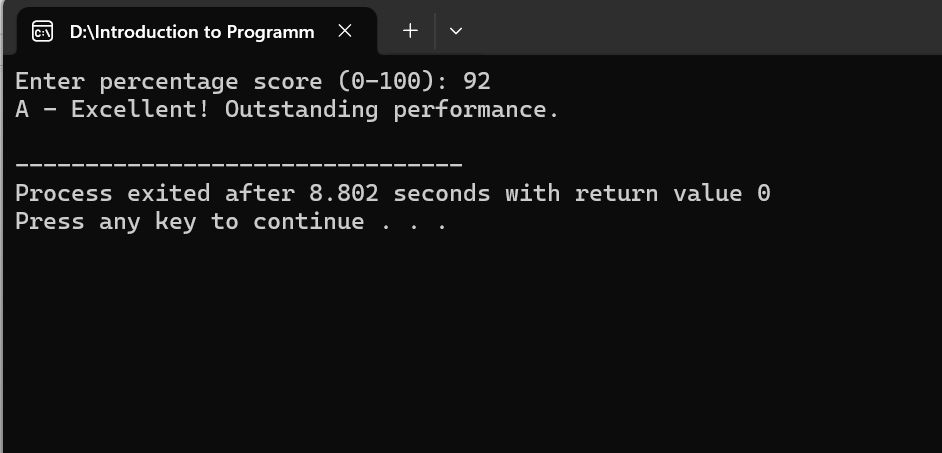 D:\Introduction to Programm
Enter percentage score (0-100): 92
A - Excellent! Outstanding performance.
--------------------------------
Process exited after 8.802 seconds with return value 0
Press any key to continue . . .